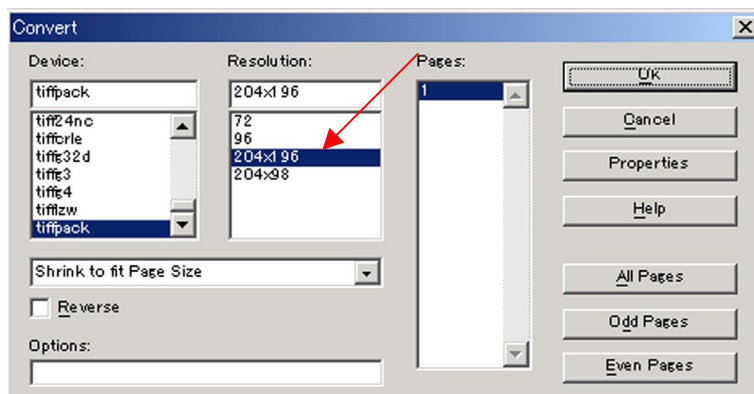 Convert
Device:
tiffpack
tiff24nc
tiffcrle
tiffg32d
tiffg3
tiffg4
tifflzw
tiffpack
Shrink to fit Page Size
Reverse
Options:
Resolution:
204x196
72
96
204x196
204x98
Pages:
1
OK
Cancel
Properties
Help
All Pages
Odd Pages
Even Pages